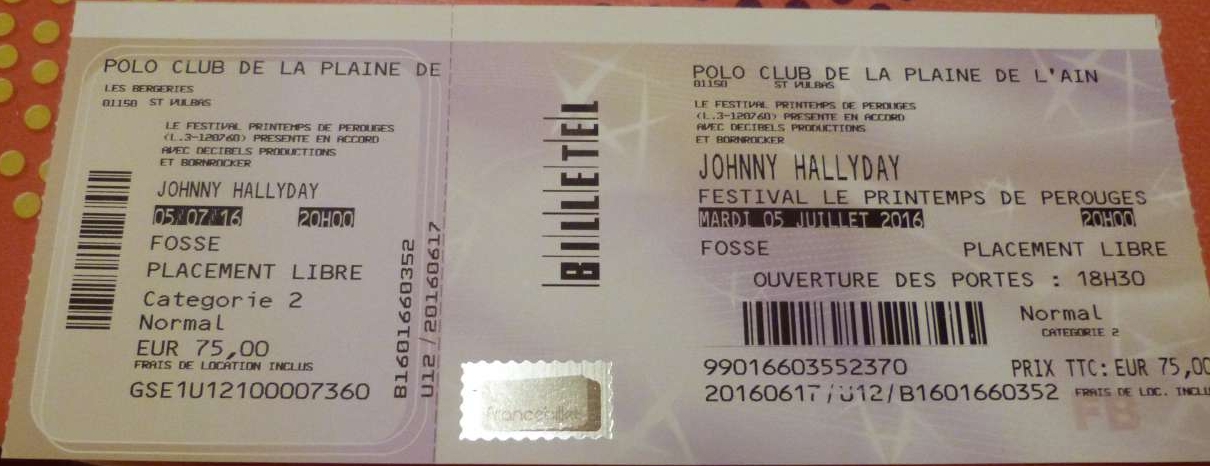 POLO CLUB DE LA PLAINE DE
LES BERGERIES
01150 ST VULBAS
LE FESTIVAL PRINTEMPS DE PEROUGES
(L.3-120760) PRESENTE EN ACCORD
AVEC DECIBELS PRODUCTIONS
ET BORNROCKER
JOHNNY HALLYDAY
05/07/16 20H00
FOSSE
PLACEMENT LIBRE
Categorie 2
Normal
EUR 75,00
FRAIS DE LOCATION INCLUS
GSE1U12100007360
B1601660352
U12/20160617
BILLETEL
francebillet
POLO CLUB DE LA PLAINE DE L'AIN
01150 ST VULBAS
LE FESTIVAL PRINTEMPS DE PEROUGES
(L.3-120760) PRESENTE EN ACCORD
AVEC DECIBELS PRODUCTIONS
ET BORNROCKER
JOHNNY HALLYDAY
FESTIVAL LE PRINTEMPS DE PEROUGES
MARDI 05 JUILLET 2016 20H00
FOSSE PLACEMENT LIBRE
OUVERTURE DES PORTES : 18H30
Normal
CATEGORIE 2
99016603552370 PRIX TTC: EUR 75,00
20160617/U12/B1601660352 FRAIS DE LOC. INCLU
FB